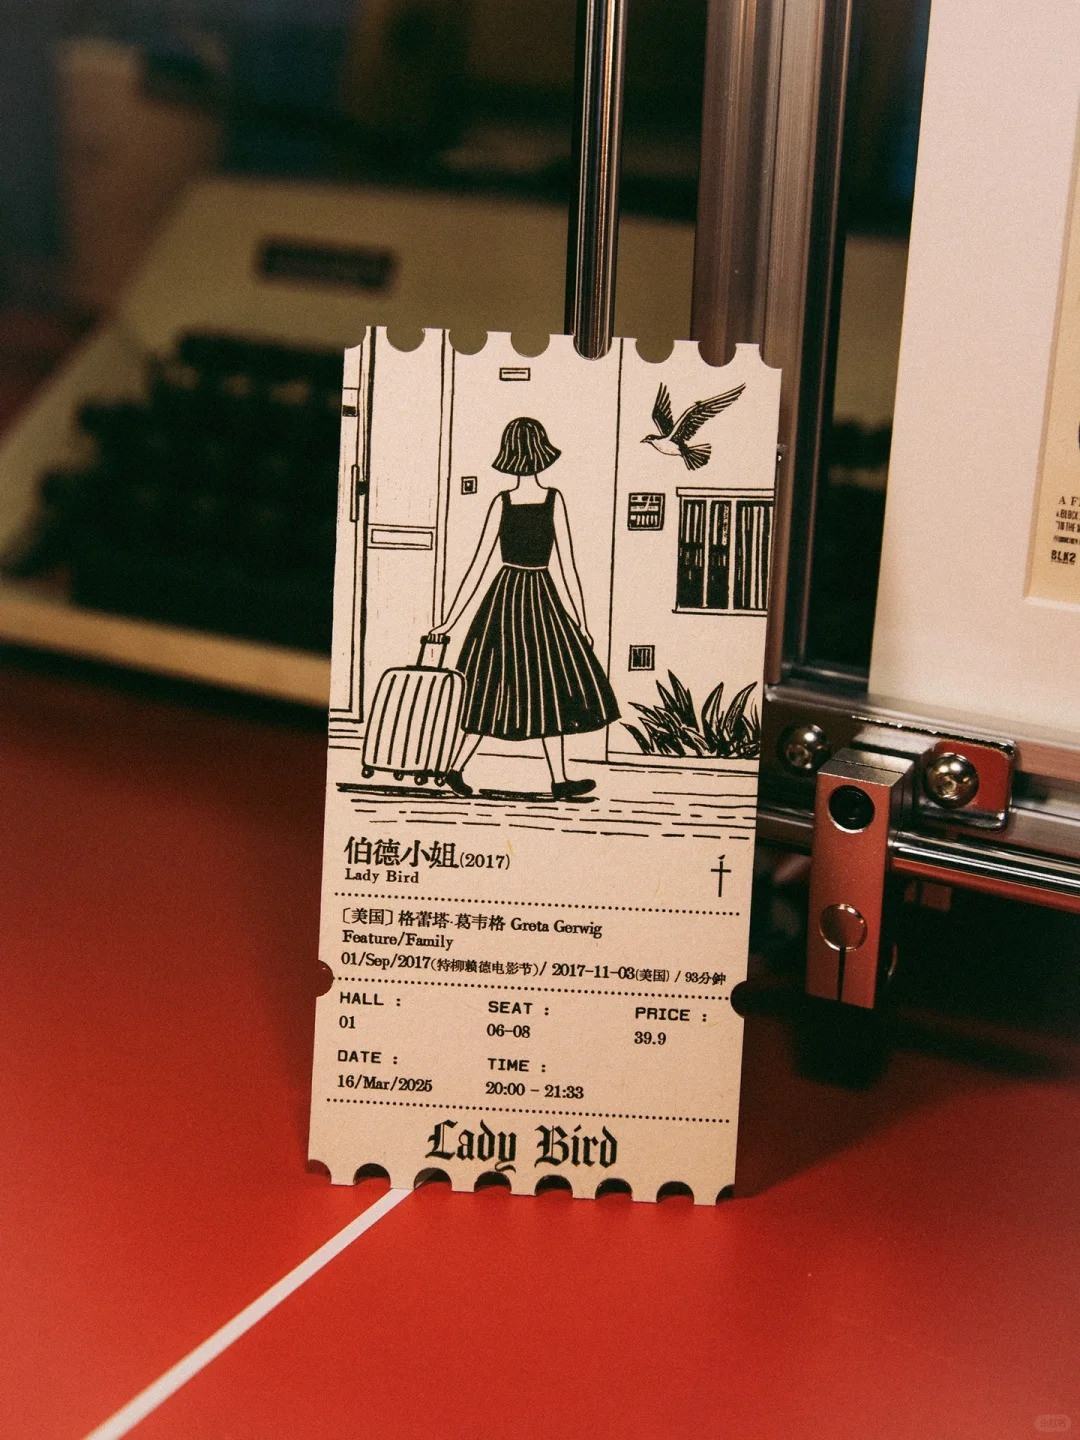 伯德小姐(2017)
Lady Bird
〔美国〕格蕾塔·葛韦格 Greta Gerwig
Feature/Family
01/Sep/2017(特柳赖德电影节)/ 2017-11-03(美国) / 93分钟
HALL :
01
SEAT :
06-08
PRICE :
39.9
DATE :
16/Mar/2025
TIME :
20:00 - 21:33
Lady Bird
A F
BLK2